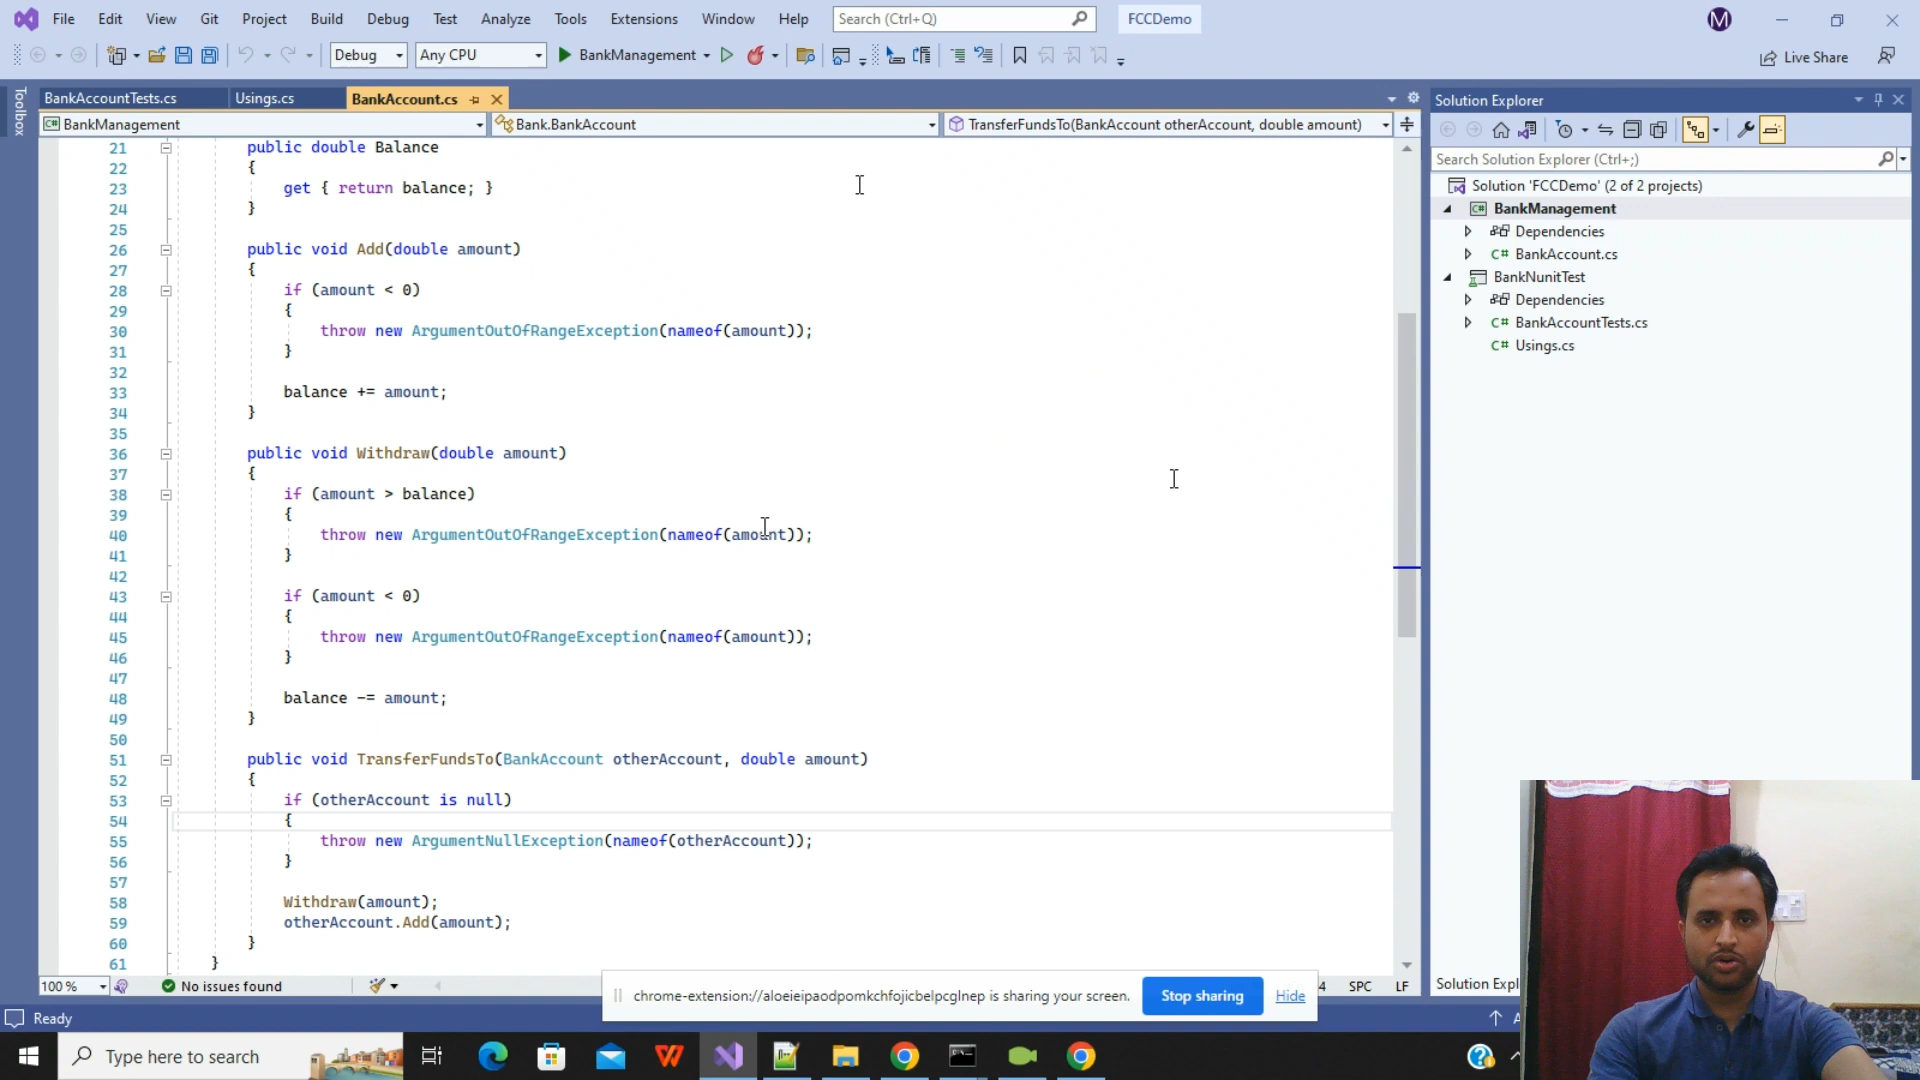 File Edit View Git Project Build Debug Test Analyze Tools Extensions Window Help Search (Ctrl+Q) FCCDemo M
Debug Any CPU BankManagement Live Share
Toolbox
BankAccountTests.cs Usings.cs BankAccount.cs
BankManagement Bank.BankAccount TransferFundsTo(BankAccount otherAccount, double amount)
21 public double Balance
22 {
23 get { return balance; }
24 }
25
26 public void Add(double amount)
27 {
28 if (amount < 0)
29 {
30 throw new ArgumentOutOfRangeException(nameof(amount));
31 }
32
33 balance += amount;
34 }
35
36 public void Withdraw(double amount)
37 {
38 if (amount > balance)
39 {
40 throw new ArgumentOutOfRangeException(nameof(amount));
41 }
42
43 if (amount < 0)
44 {
45 throw new ArgumentOutOfRangeException(nameof(amount));
46 }
47
48 balance -= amount;
49 }
50
51 public void TransferFundsTo(BankAccount otherAccount, double amount)
52 {
53 if (otherAccount is null)
54 {
55 throw new ArgumentNullException(nameof(otherAccount));
56 }
57
58 Withdraw(amount);
59 otherAccount.Add(amount);
60 }
61 }
100 % No issues found 4 SPC LF
chrome-extension://aloeieipaodpomkchfojicbelpcglnep is sharing your screen. Stop sharing Hide
Ready
Type here to search
Solution Explorer
Search Solution Explorer (Ctrl+;)
Solution 'FCCDemo' (2 of 2 projects)
C# BankManagement
Dependencies
C# BankAccount.cs
BankNunitTest
Dependencies
C# BankAccountTests.cs
C# Usings.cs
Solution Expl